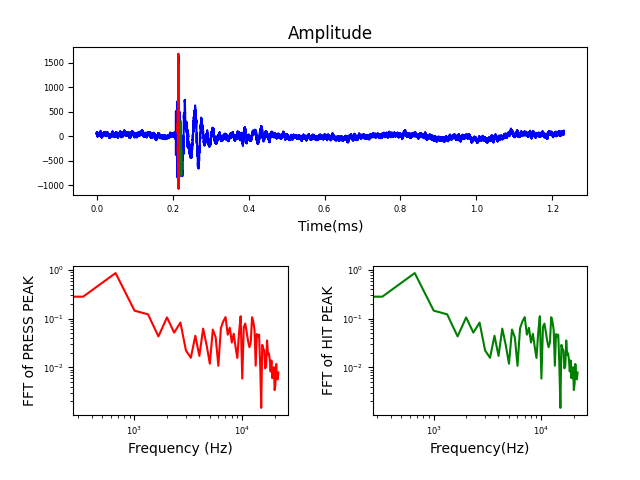 Amplitude
1500
1000
500
0
−500
−1000
0.0 0.2 0.4 0.6 0.8 1.0 1.2
Time(ms)
FFT of PRESS PEAK
10⁰
10⁻¹
10⁻²
10³ 10⁴
Frequency (Hz)
FFT of HIT PEAK
10⁰
10⁻¹
10⁻²
10³ 10⁴
Frequency(Hz)